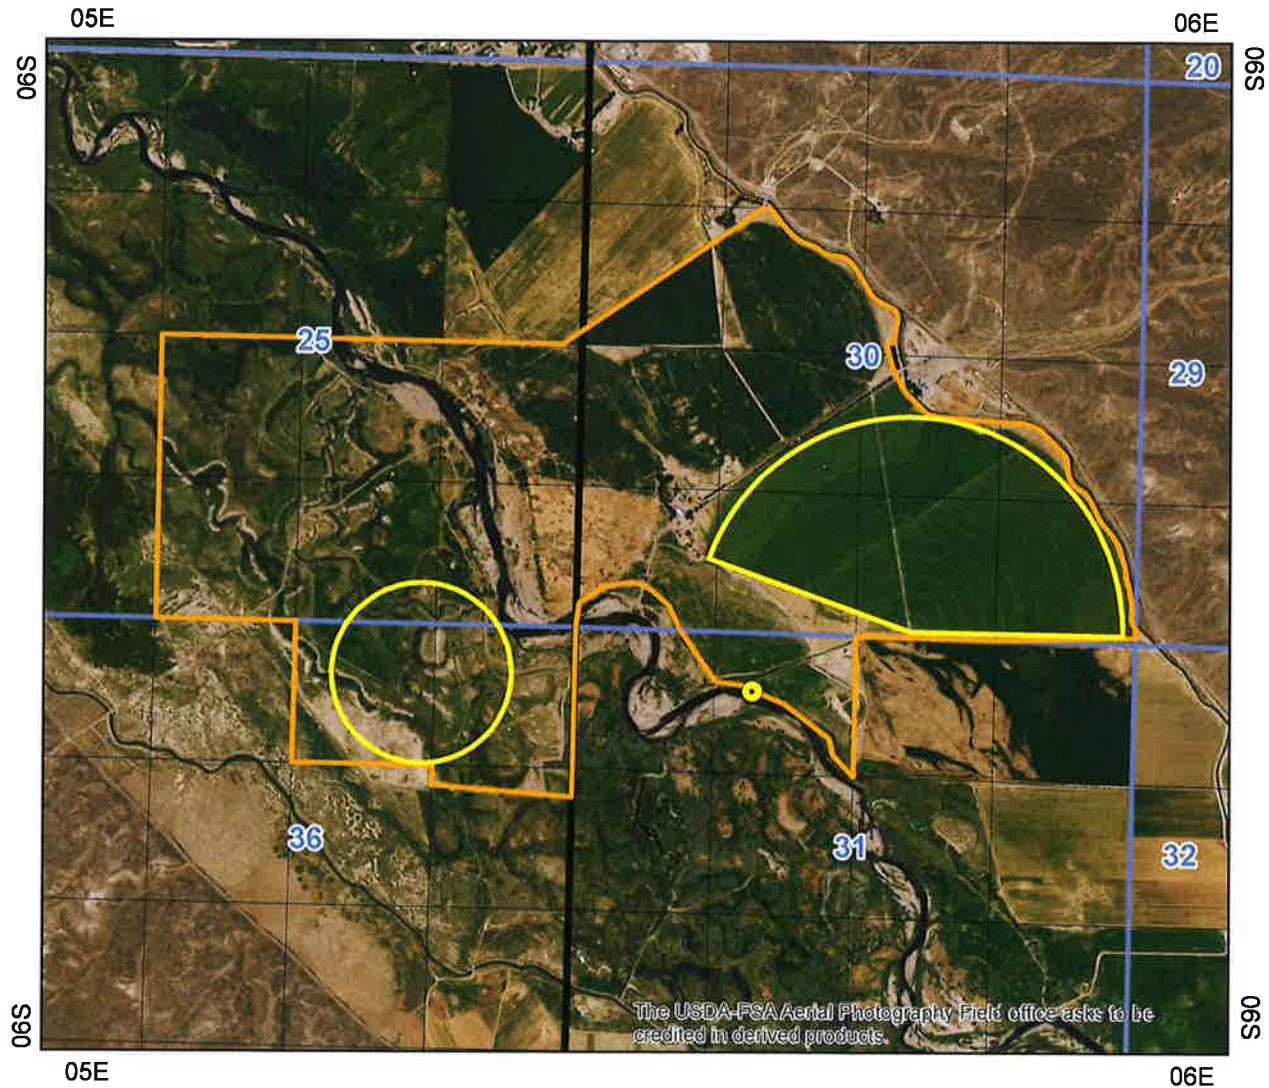 05E
06E
06S
06S
20
25
30
29
36
31
32
The USDA-FSA Aerial Photography Field office asks to be
credited in derived products.
06S
06S
05E
06E